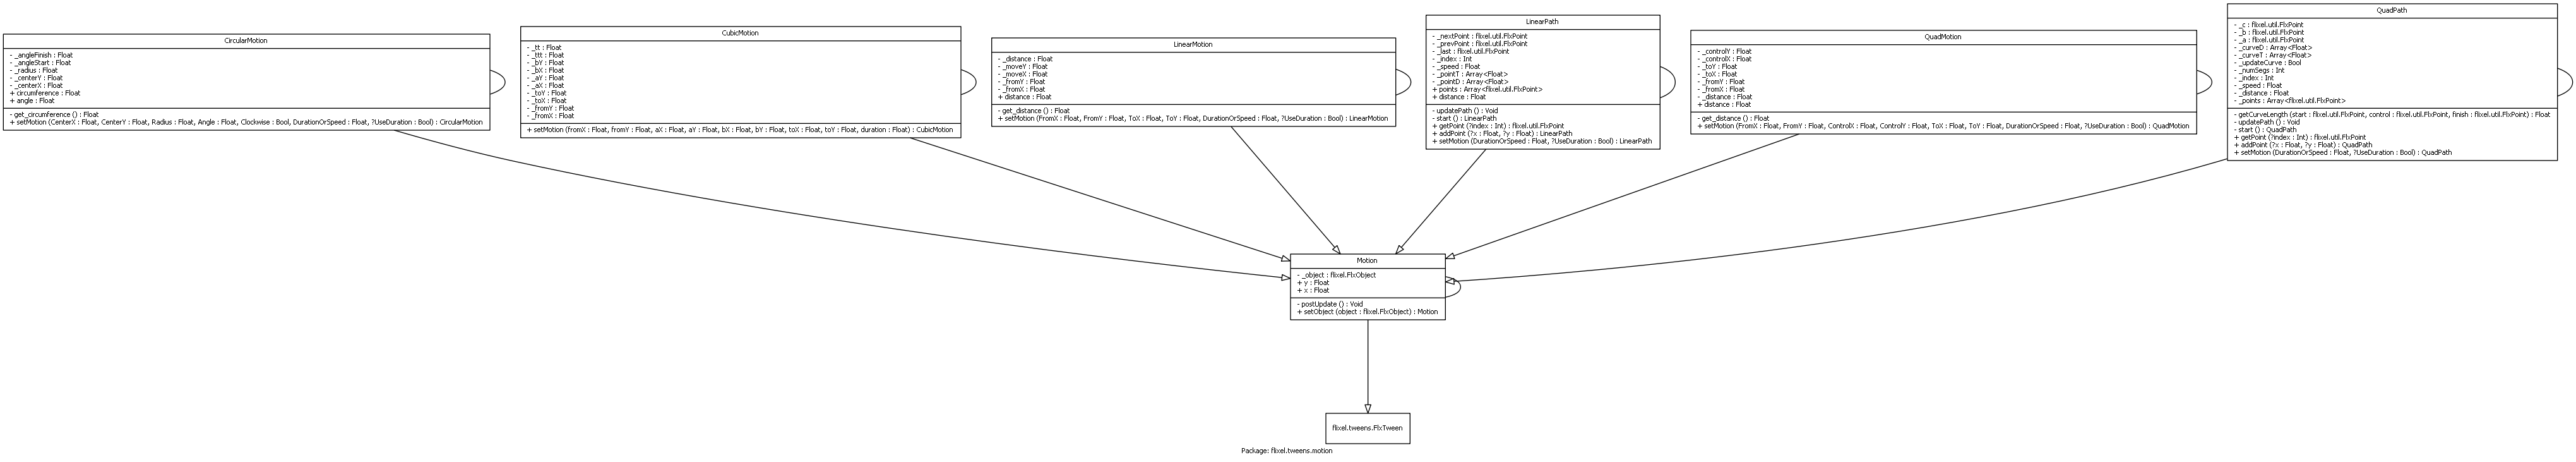 CircularMotion
- _angleFinish : Float
- _angleStart : Float
- _radius : Float
- _centerY : Float
- _centerX : Float
+ circumference : Float
+ angle : Float
- get_circumference () : Float
+ setMotion (CenterX : Float, CenterY : Float, Radius : Float, Angle : Float, Clockwise : Bool, DurationOrSpeed : Float, ?UseDuration : Bool) : CircularMotion
CubicMotion
- _tt : Float
- _ttt : Float
- _bY : Float
- _bX : Float
- _aY : Float
- _aX : Float
- _toY : Float
- _toX : Float
- _fromY : Float
- _fromX : Float
+ setMotion (fromX : Float, fromY : Float, aX : Float, aY : Float, bX : Float, bY : Float, toX : Float, toY : Float, duration : Float) : CubicMotion
LinearMotion
- _distance : Float
- _moveY : Float
- _moveX : Float
- _fromY : Float
- _fromX : Float
+ distance : Float
- get_distance () : Float
+ setMotion (FromX : Float, FromY : Float, ToX : Float, ToY : Float, DurationOrSpeed : Float, ?UseDuration : Bool) : LinearMotion
LinearPath
- _nextPoint : flixel.util.FlxPoint
- _prevPoint : flixel.util.FlxPoint
- _last : flixel.util.FlxPoint
- _index : Int
- _speed : Float
- _pointT : Array<Float>
- _pointD : Array<Float>
+ points : Array<flixel.util.FlxPoint>
+ distance : Float
- updatePath () : Void
- start () : LinearPath
+ getPoint (?index : Int) : flixel.util.FlxPoint
+ addPoint (?x : Float, ?y : Float) : LinearPath
+ setMotion (DurationOrSpeed : Float, ?UseDuration : Bool) : LinearPath
QuadMotion
- _controlY : Float
- _controlX : Float
- _toY : Float
- _toX : Float
- _fromY : Float
- _fromX : Float
- _distance : Float
+ distance : Float
- get_distance () : Float
+ setMotion (FromX : Float, FromY : Float, ControlX : Float, ControlY : Float, ToX : Float, ToY : Float, DurationOrSpeed : Float, ?UseDuration : Bool) : QuadMotion
QuadPath
- _c : flixel.util.FlxPoint
- _b : flixel.util.FlxPoint
- _a : flixel.util.FlxPoint
- _curveD : Array<Float>
- _curveT : Array<Float>
- _updateCurve : Bool
- _numSegs : Int
- _index : Int
- _speed : Float
- _distance : Float
- _points : Array<flixel.util.FlxPoint>
- getCurveLength (start : flixel.util.FlxPoint, control : flixel.util.FlxPoint, finish : flixel.util.FlxPoint) : Float
- updatePath () : Void
- start () : QuadPath
+ getPoint (?index : Int) : flixel.util.FlxPoint
+ addPoint (?x : Float, ?y : Float) : QuadPath
+ setMotion (DurationOrSpeed : Float, ?UseDuration : Bool) : QuadPath
Motion
- _object : flixel.FlxObject
+ y : Float
+ x : Float
- postUpdate () : Void
+ setObject (object : flixel.FlxObject) : Motion
flixel.tweens.FlxTween
Package: flixel.tweens.motion